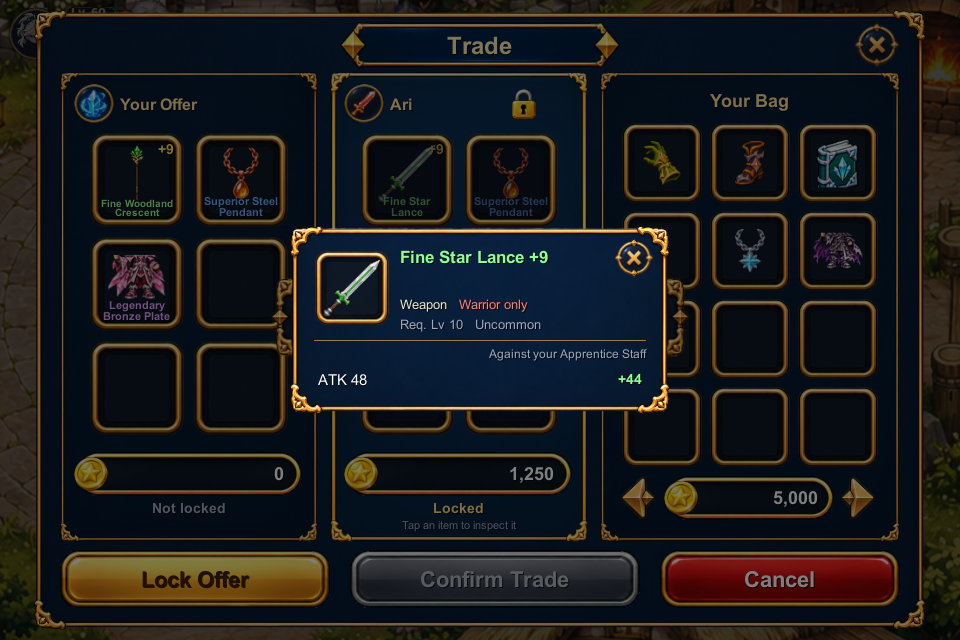 Lv 50
Trade
Your Offer
Ari
Your Bag
+9
Fine Woodland
Crescent
Superior Steel
Pendant
+9
Fine Star
Lance
Superior Steel
Pendant
Legendary
Bronze Plate
Fine Star Lance +9
Weapon Warrior only
Req. Lv 10 Uncommon
Against your Apprentice Staff
ATK 48 +44
0
1,250
5,000
Not locked
Locked
Tap an item to inspect it
Lock Offer
Confirm Trade
Cancel